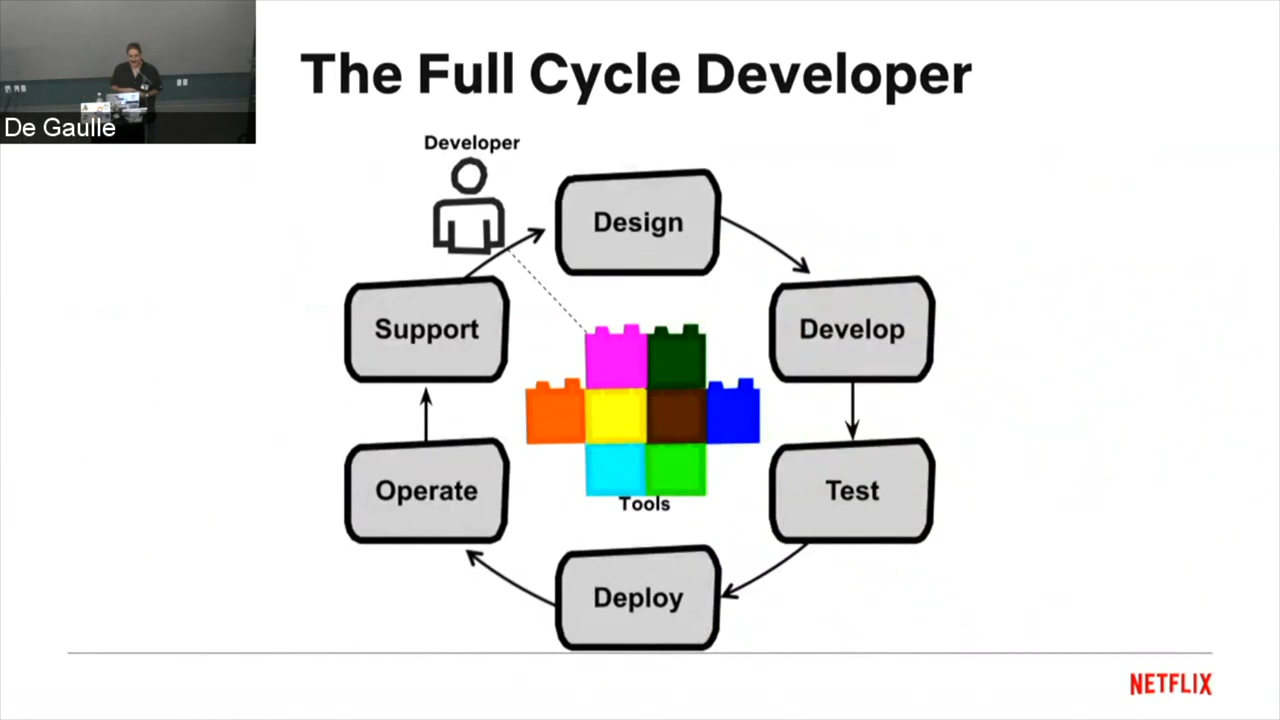 The Full Cycle Developer
De Gaulle
Developer
Design
Support
Develop
Operate
Test
Tools
Deploy
NETFLIX